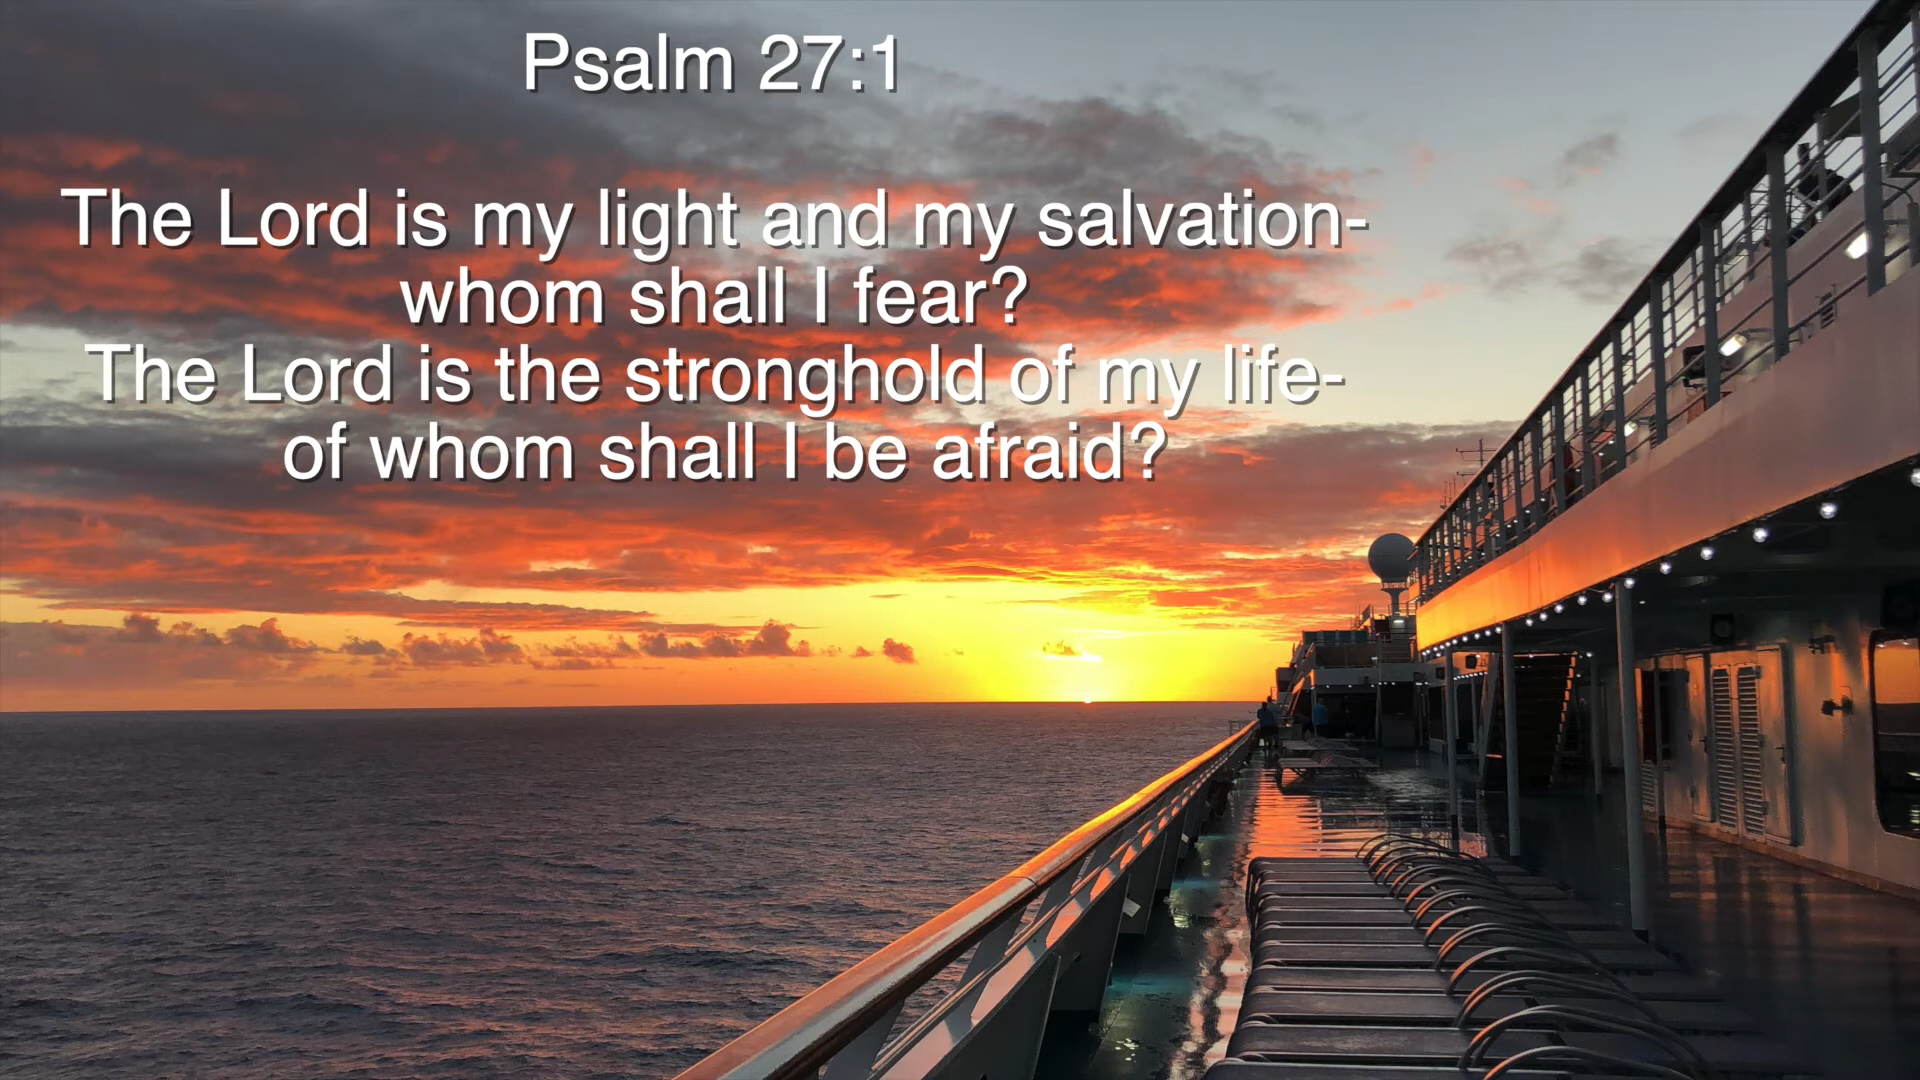 Psalm 27:1
The Lord is my light and my salvation-
whom shall I fear?
The Lord is the stronghold of my life-
of whom shall I be afraid?